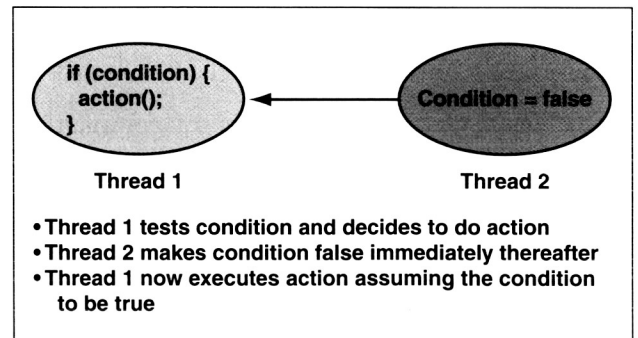 if (condition) {
action();
}
Condition = false
Thread 1
Thread 2
• Thread 1 tests condition and decides to do action
• Thread 2 makes condition false immediately thereafter
• Thread 1 now executes action assuming the condition
to be true